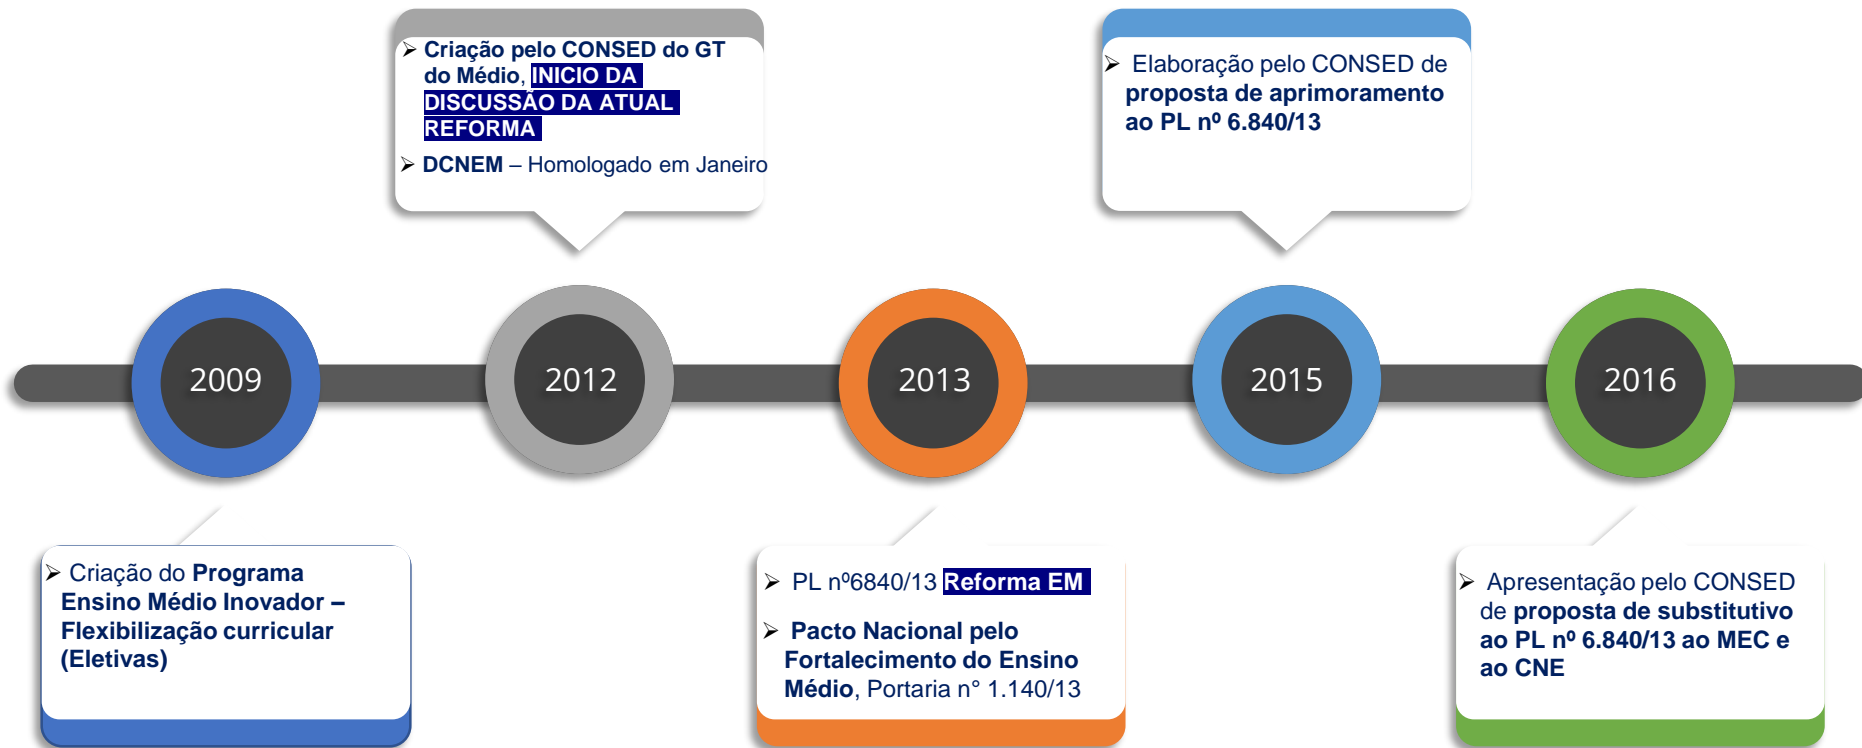 ➢ Criação pelo CONSED do GT
do Médio, INICIO DA
DISCUSSÃO DA ATUAL
REFORMA
➢ DCNEM – Homologado em Janeiro
➢ Elaboração pelo CONSED de
proposta de aprimoramento
ao PL nº 6.840/13
2009
2012
2013
2015
2016
➢ Criação do Programa
Ensino Médio Inovador –
Flexibilização curricular
(Eletivas)
➢ PL nº6840/13 Reforma EM
➢ Pacto Nacional pelo
Fortalecimento do Ensino
Médio, Portaria n° 1.140/13
➢ Apresentação pelo CONSED
de proposta de substitutivo
ao PL nº 6.840/13 ao MEC e
ao CNE